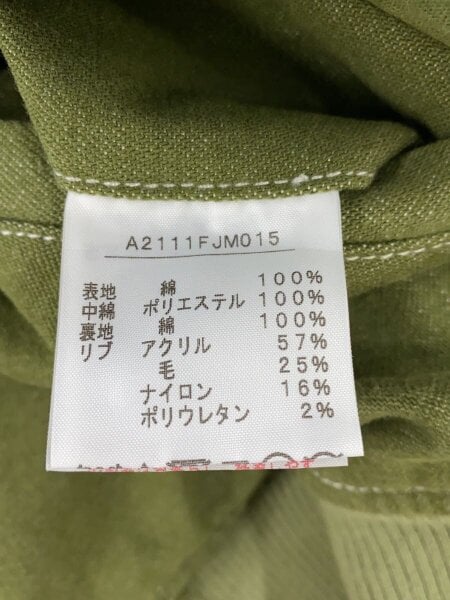 A2111FJM015
表地 綿 100%
中綿 ポリエステル 100%
裏地 綿 100%
リブ アクリル 57%
毛 25%
ナイロン 16%
ポリウレタン 2%